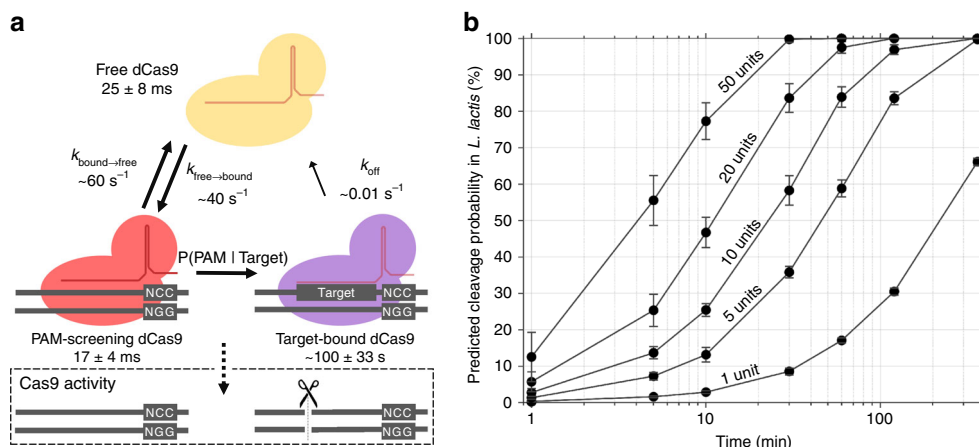 a
Free dCas9
25 ± 8 ms
k bound→free
~60 s⁻¹
k free→bound
~40 s⁻¹
k off
~0.01 s⁻¹
P(PAM | Target)
NCC
NGG
Target
NCC
NGG
PAM-screening dCas9
17 ± 4 ms
Target-bound dCas9
~100 ± 33 s
Cas9 activity
NCC
NGG
NCC
NGG
b
Predicted cleavage probability in L. lactis (%)
100
90
80
70
60
50
40
30
20
10
0
50 units
20 units
10 units
5 units
1 unit
1
10
100
Time (min)